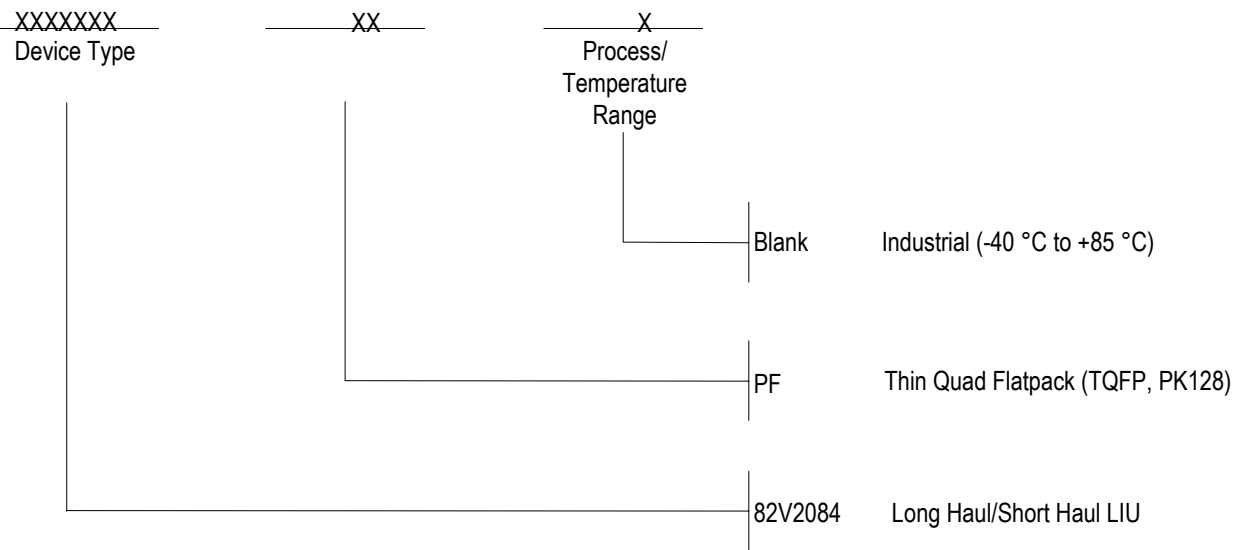 XXXXXXX XX X
Device Type
Process/
Temperature
Range
Blank Industrial (-40 °C to +85 °C)
PF Thin Quad Flatpack (TQFP, PK128)
82V2084 Long Haul/Short Haul LIU